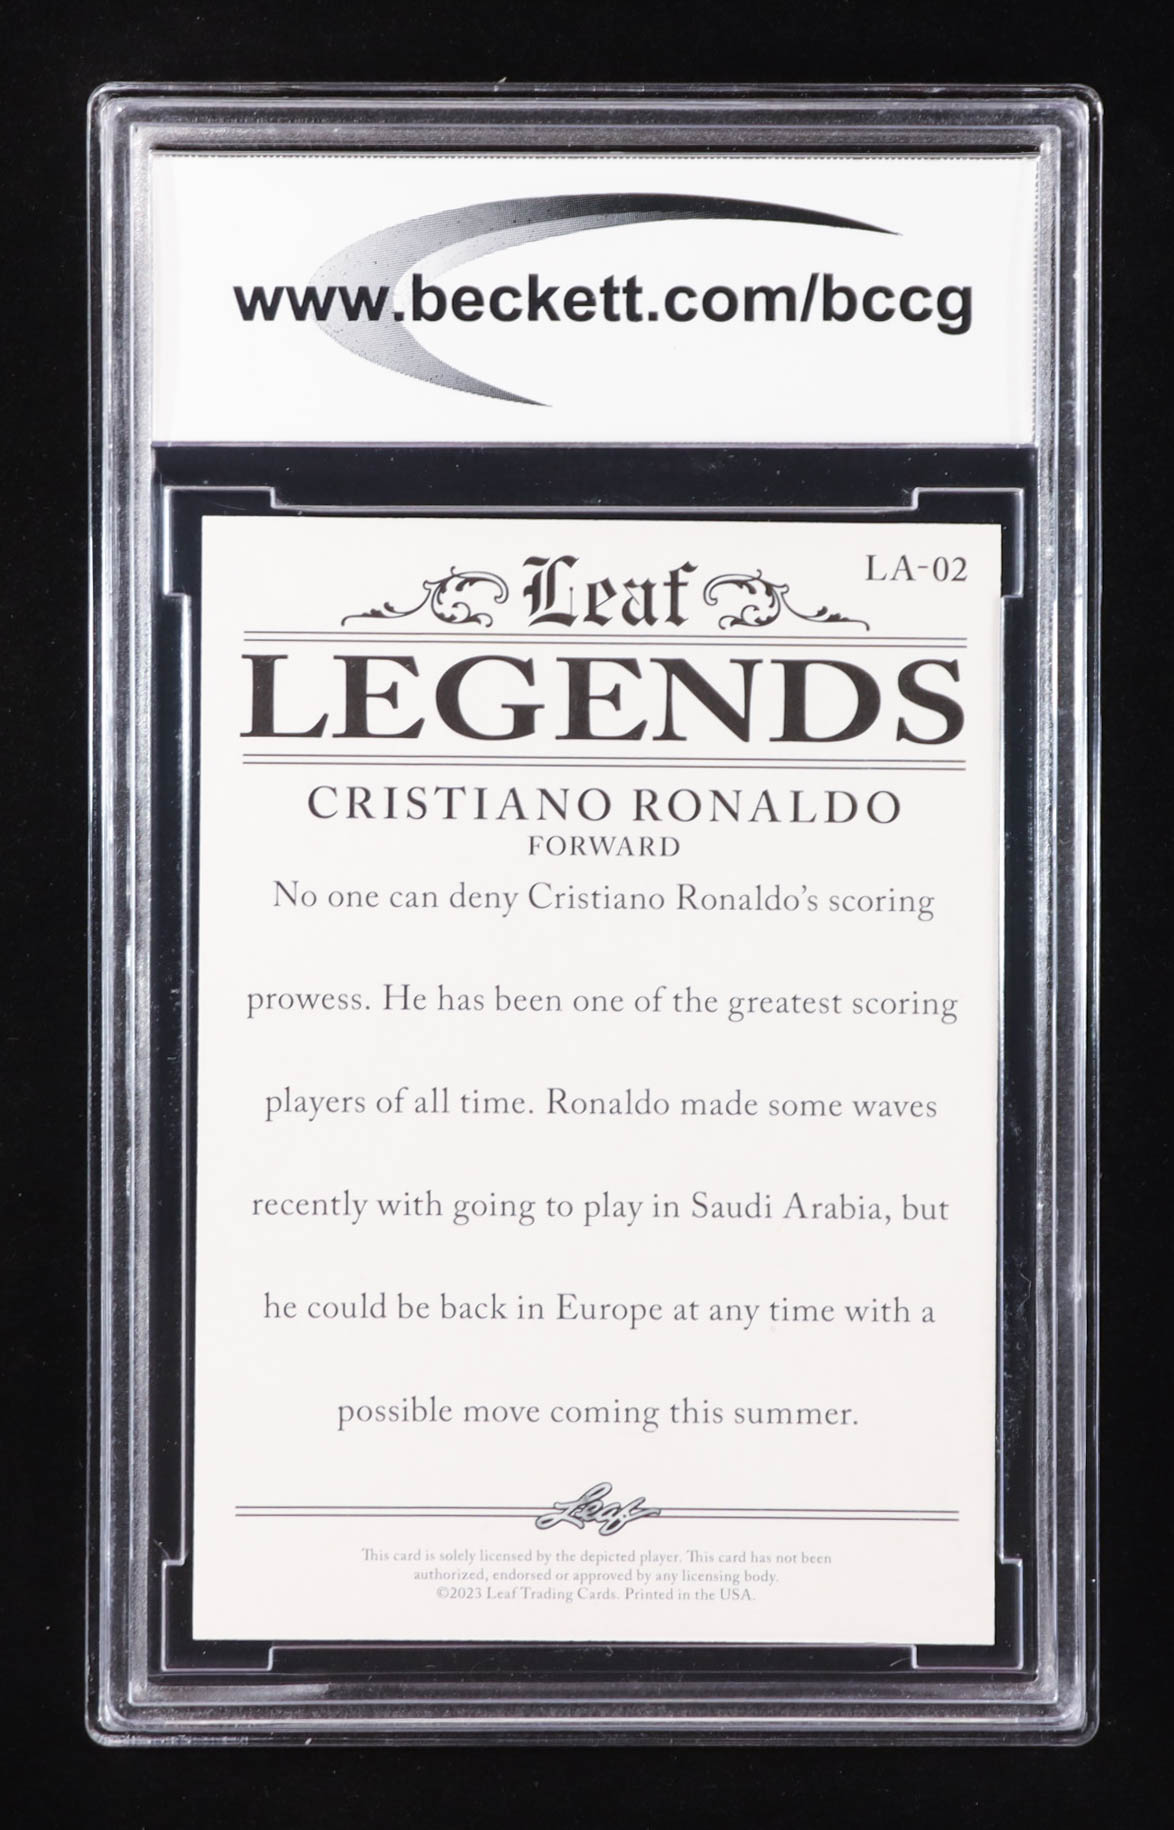 www.beckett.com/bccg
LA-02
Leaf
LEGENDS
CRISTIANO RONALDO
FORWARD
No one can deny Cristiano Ronaldo's scoring
prowess. He has been one of the greatest scoring
players of all time. Ronaldo made some waves
recently with going to play in Saudi Arabia, but
he could be back in Europe at any time with a
possible move coming this summer.
Leaf
This card is solely licensed by the depicted player. This card has not been
authorized, endorsed or approved by any licensing body.
©2023 Leaf Trading Cards. Printed in the USA.